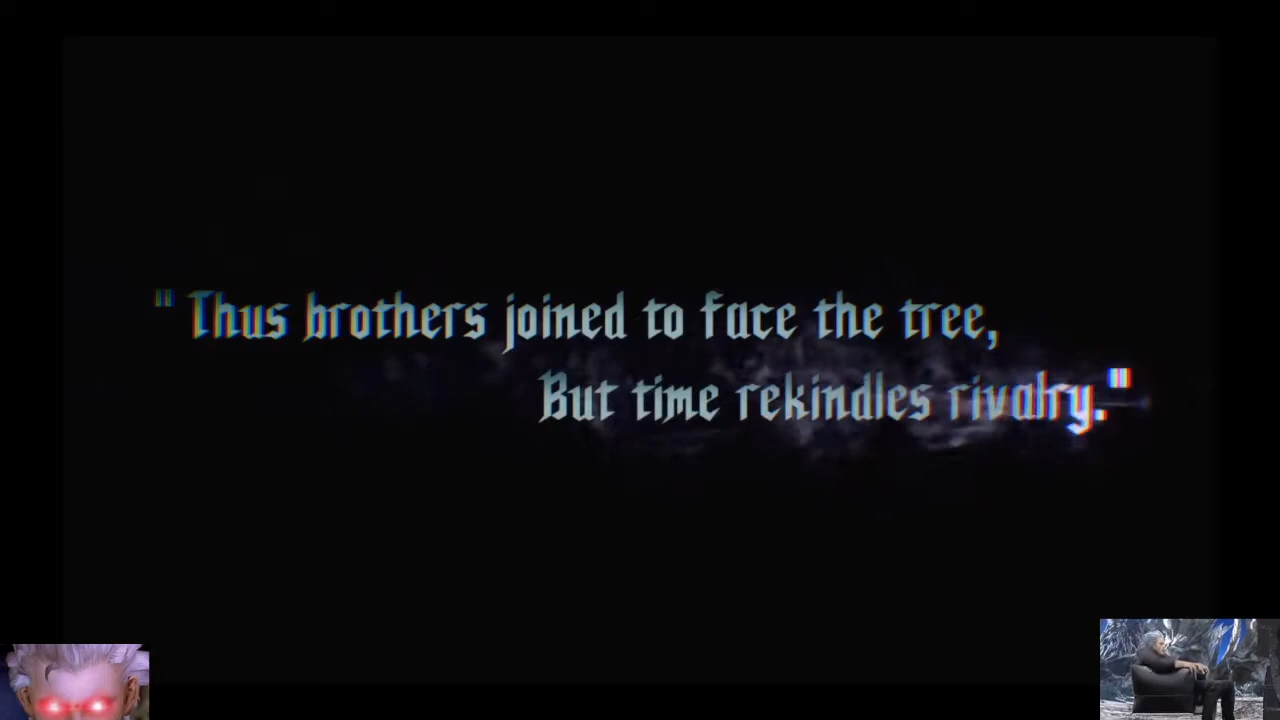 " Thus brothers joined to face the tree,
But time rekindles rivalry."